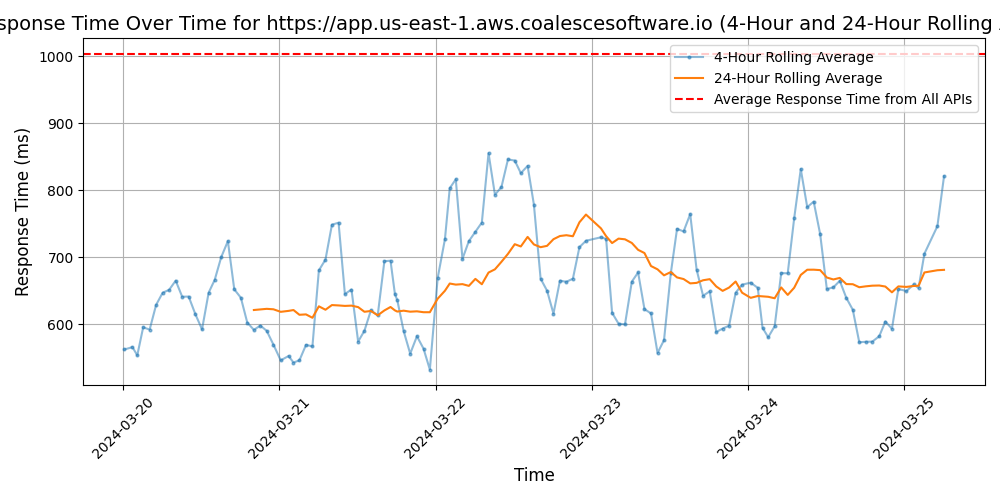 sponse Time Over Time for https://app.us-east-1.aws.coalescesoftware.io (4-Hour and 24-Hour Rolling
4-Hour Rolling Average
24-Hour Rolling Average
Average Response Time from All APIs
Response Time (ms)
1000
900
800
700
600
2024-03-20
2024-03-21
2024-03-22
2024-03-23
2024-03-24
2024-03-25
Time